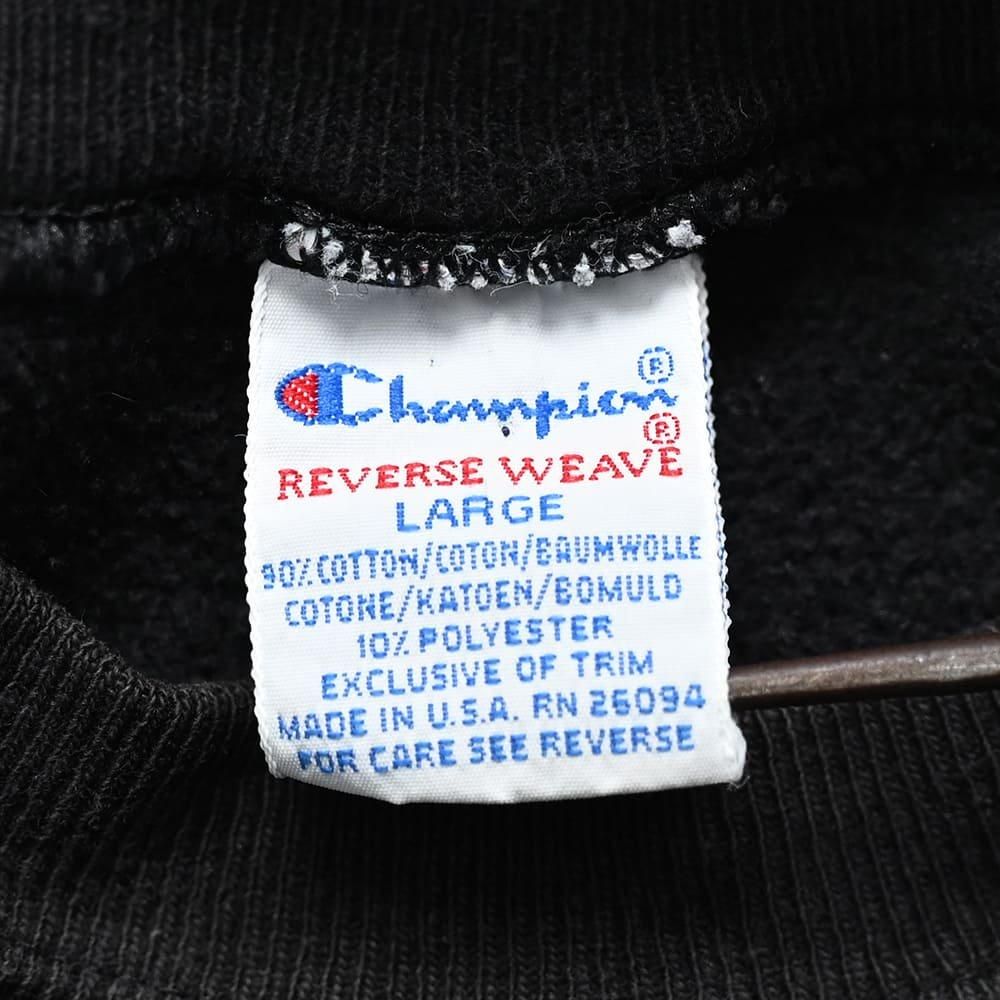 Champion®
REVERSE WEAVE®
LARGE
90% COTTON/COTON/BAUMWOLLE
COTONE/KATOEN/BOMULD
10% POLYESTER
EXCLUSIVE OF TRIM
MADE IN U.S.A. RN 26094
FOR CARE SEE REVERSE